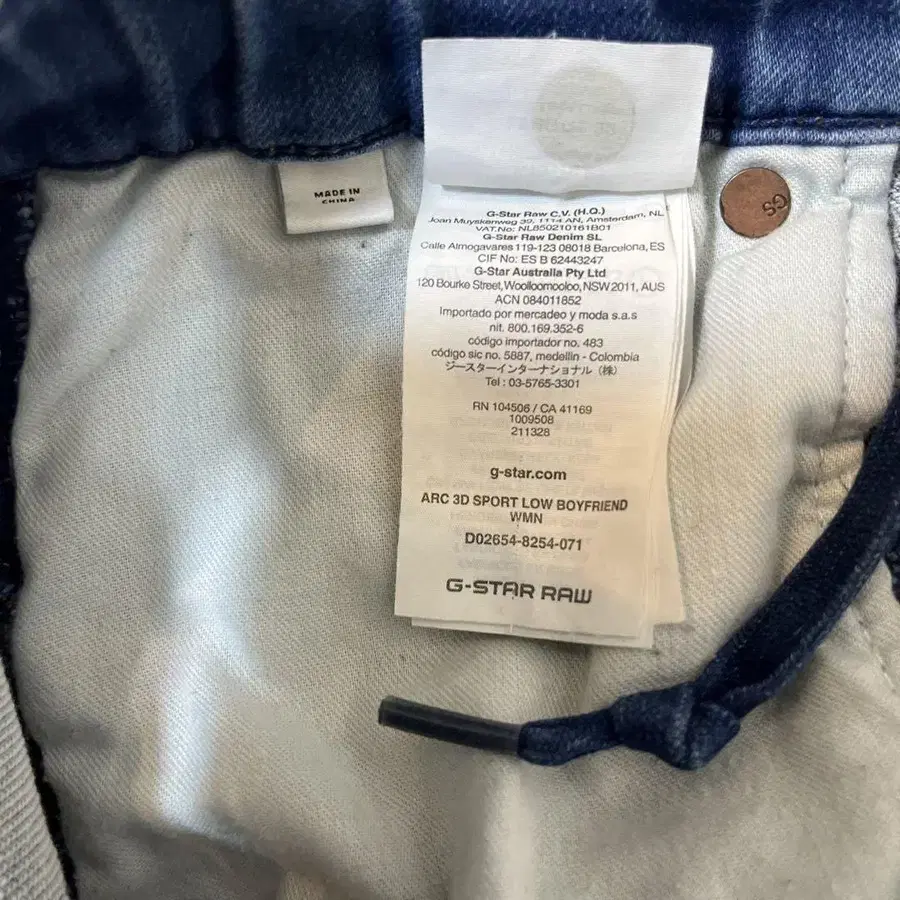 MADE IN
CHINA
GS
G-Star Raw C.V. (H.Q.)
Joan Muyskenweg 39, 1114 AN, Amsterdam, NL
VAT.No: NL850210161B01
G-Star Raw Denim SL
Calle Almogavares 119-123 08018 Barcelona, ES
CIF No: ES B 62443247
G-Star Australia Pty Ltd
120 Bourke Street, Woolloomooloo, NSW 2011, AUS
ACN 084011852
Importado por mercadeo y moda s.a.s
nit. 800.169.352-6
código importador no. 483
código sic no. 5887, medellin - Colombia
ジースターインターナショナル（株）
Tel : 03-5765-3301
RN 104506 / CA 41169
1009508
211328
g-star.com
ARC 3D SPORT LOW BOYFRIEND
WMN
D02654-8254-071
G-STAR RAW